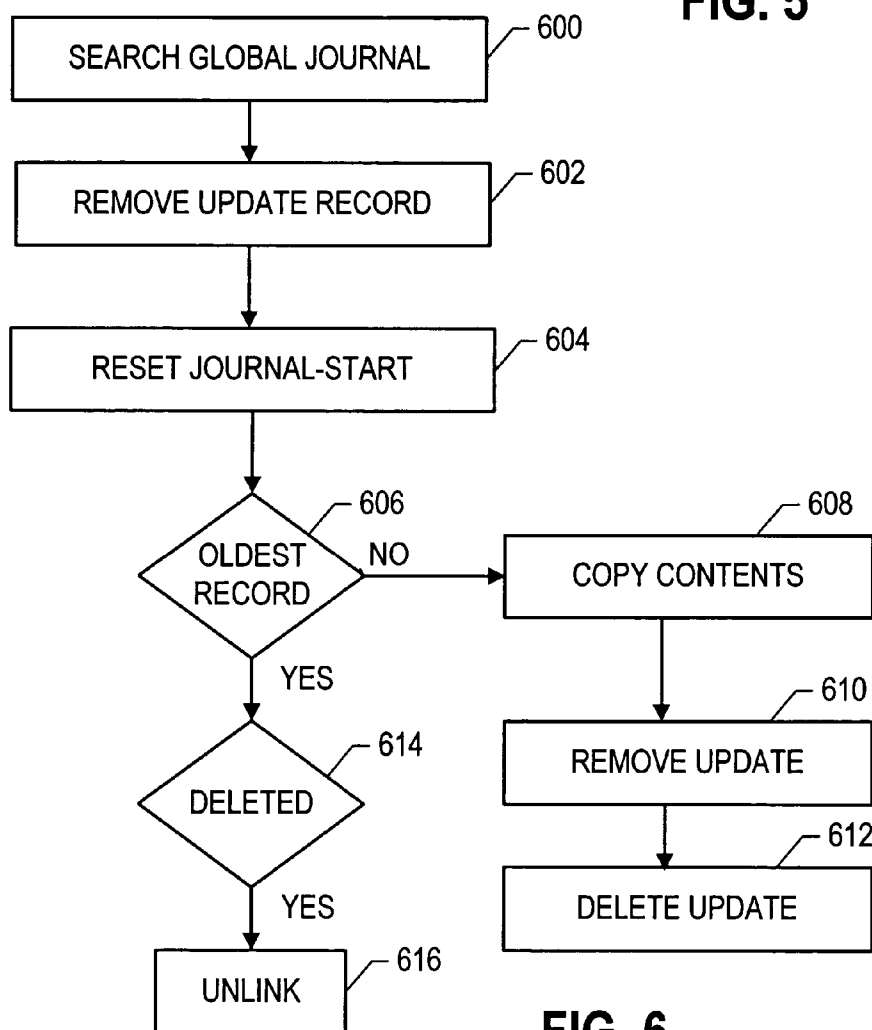 FIG. 5
600
SEARCH GLOBAL JOURNAL
602
REMOVE UPDATE RECORD
604
RESET JOURNAL-START
606
OLDEST
RECORD
NO
608
COPY CONTENTS
YES
610
REMOVE UPDATE
614
DELETED
612
DELETE UPDATE
YES
616
UNLINK
FIG. 6